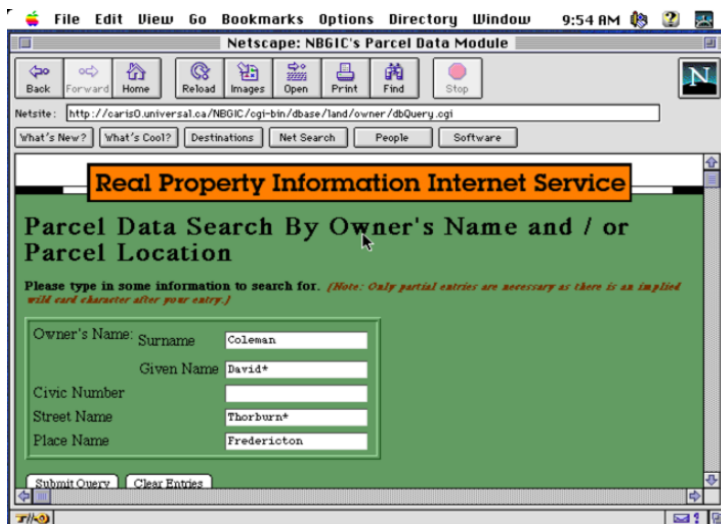 File Edit View Go Bookmarks Options Directory Window 9:54 AM
Netscape: NBGIC's Parcel Data Module
Back Forward Home Reload Images Open Print Find Stop
N
Netsite: http://caris0.universal.ca/NBGIC/cgi-bin/dbase/land/owner/dbQuery.cgi
What's New? What's Cool? Destinations Net Search People Software
Real Property Information Internet Service
Parcel Data Search By Owner's Name and / or
Parcel Location
Please type in some information to search for. (Note: Only partial entries are necessary as there is an implied
wild card character after your entry.)
Owner's Name: Surname Coleman
Given Name David*
Civic Number
Street Name Thorburn*
Place Name Fredericton
Submit Query Clear Entries